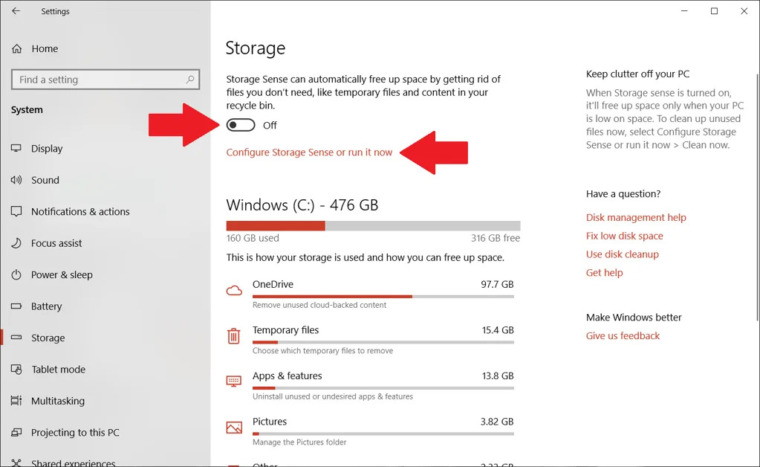 Settings
Home
Find a setting
System
Display
Sound
Notifications & actions
Focus assist
Power & sleep
Battery
Storage
Tablet mode
Multitasking
Projecting to this PC
Shared experiences
Storage
Storage Sense can automatically free up space by getting rid of
files you don't need, like temporary files and content in your
recycle bin.
Off
Configure Storage Sense or run it now
Windows (C:) - 476 GB
160 GB used
316 GB free
This is how your storage is used and how you can free up space.
OneDrive 97.7 GB
Remove unused cloud-backed content
Temporary files 15.4 GB
Choose which temporary files to remove
Apps & features 13.8 GB
Uninstall unused or undesired apps & features
Pictures 3.82 GB
Manage the Pictures folder
Other
Keep clutter off your PC
When Storage sense is turned on,
it'll free up space only when your PC
is low on space. To clean up unused
files now, select Configure Storage
Sense or run it now > Clean now.
Have a question?
Disk management help
Fix low disk space
Use disk cleanup
Get help
Make Windows better
Give us feedback